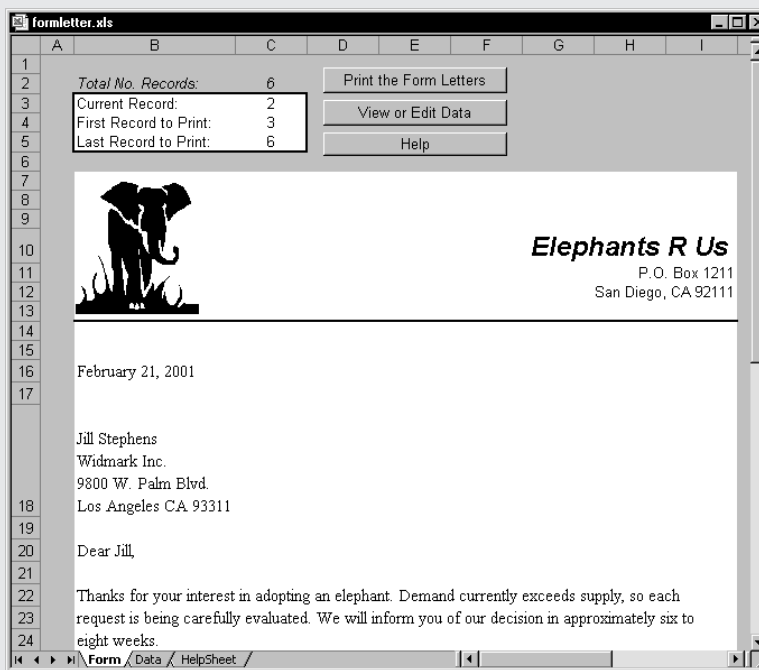 formletter.xls
A B C D E F G H I
1
2 Total No. Records: 6 Print the Form Letters
3 Current Record: 2
4 First Record to Print: 3 View or Edit Data
5 Last Record to Print: 6 Help
6
7
8
9
10 Elephants R Us
11 P.O. Box 1211
12 San Diego, CA 92111
13
14
15
16 February 21, 2001
17
Jill Stephens
Widmark Inc.
9800 W. Palm Blvd.
18 Los Angeles CA 93311
19
20 Dear Jill,
21
22 Thanks for your interest in adopting an elephant. Demand currently exceeds supply, so each
23 request is being carefully evaluated. We will inform you of our decision in approximately six to
24 eight weeks.
Form / Data / HelpSheet /